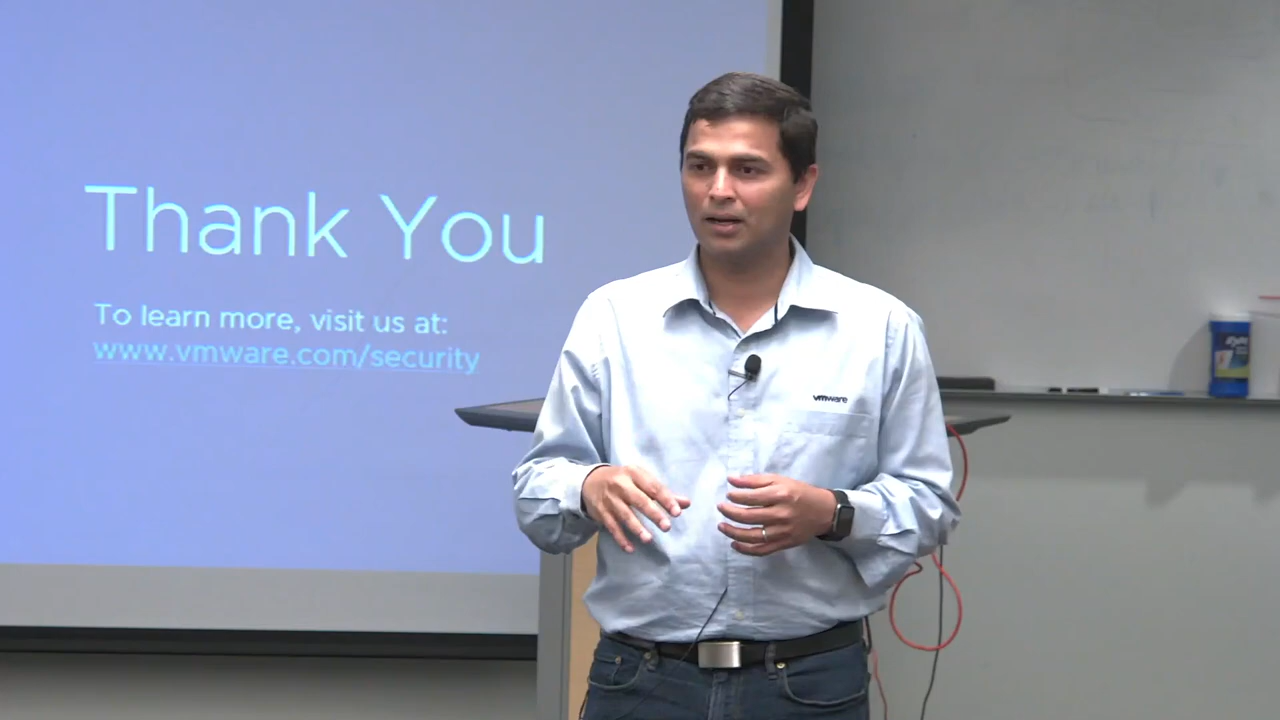 Thank You
To learn more, visit us at:
www.vmware.com/security
vmware